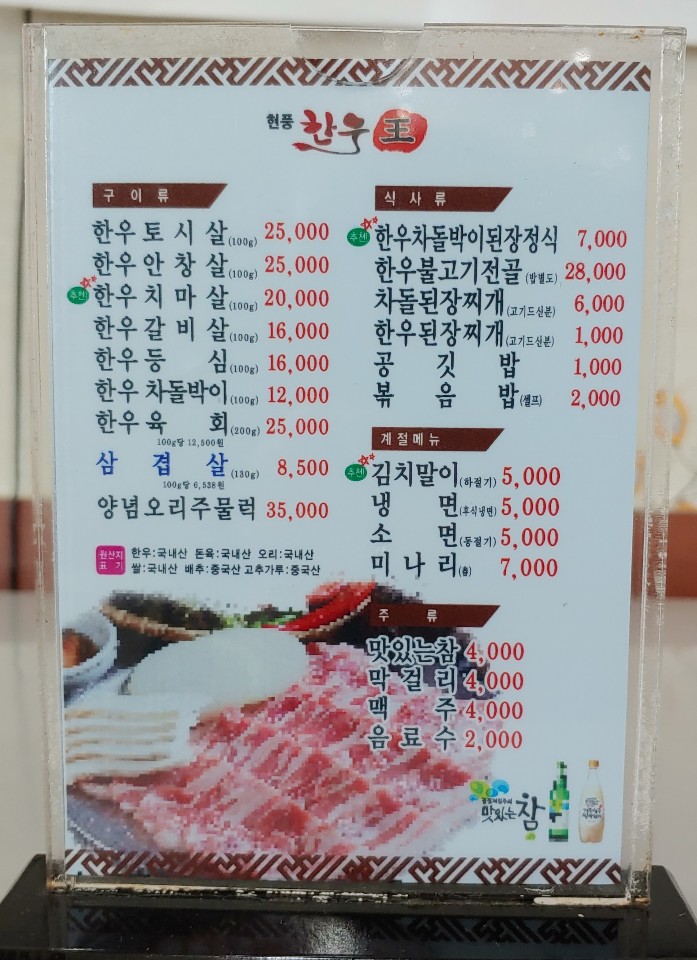 현풍 한우 王
구이류
한우토시살(100g) 25,000
한우안창살(100g) 25,000
추천! 한우치마살(100g) 20,000
한우갈비살(100g) 16,000
한우등심(100g) 16,000
한우차돌박이(100g) 12,000
한우육회(200g) 25,000
100g당 12,500원
삼겹살(130g) 8,500
100g당 6,538원
양념오리주물럭 35,000
원산지 표기
한우:국내산 돈육:국내산 오리:국내산
쌀:국내산 배추:중국산 고추가루:중국산
식사류
추천! 한우차돌박이된장정식 7,000
한우불고기전골(밥별도) 28,000
차돌된장찌개(고기드신분) 6,000
한우된장찌개(고기드신분) 1,000
공깃밥 1,000
볶음밥(셀프) 2,000
계절메뉴
추천! 김치말이(하절기) 5,000
냉면(후식냉면) 5,000
소면(동절기) 5,000
미나리(春) 7,000
주류
맛있는참 4,000
막걸리 4,000
맥주 4,000
음료수 2,000
맛있는참